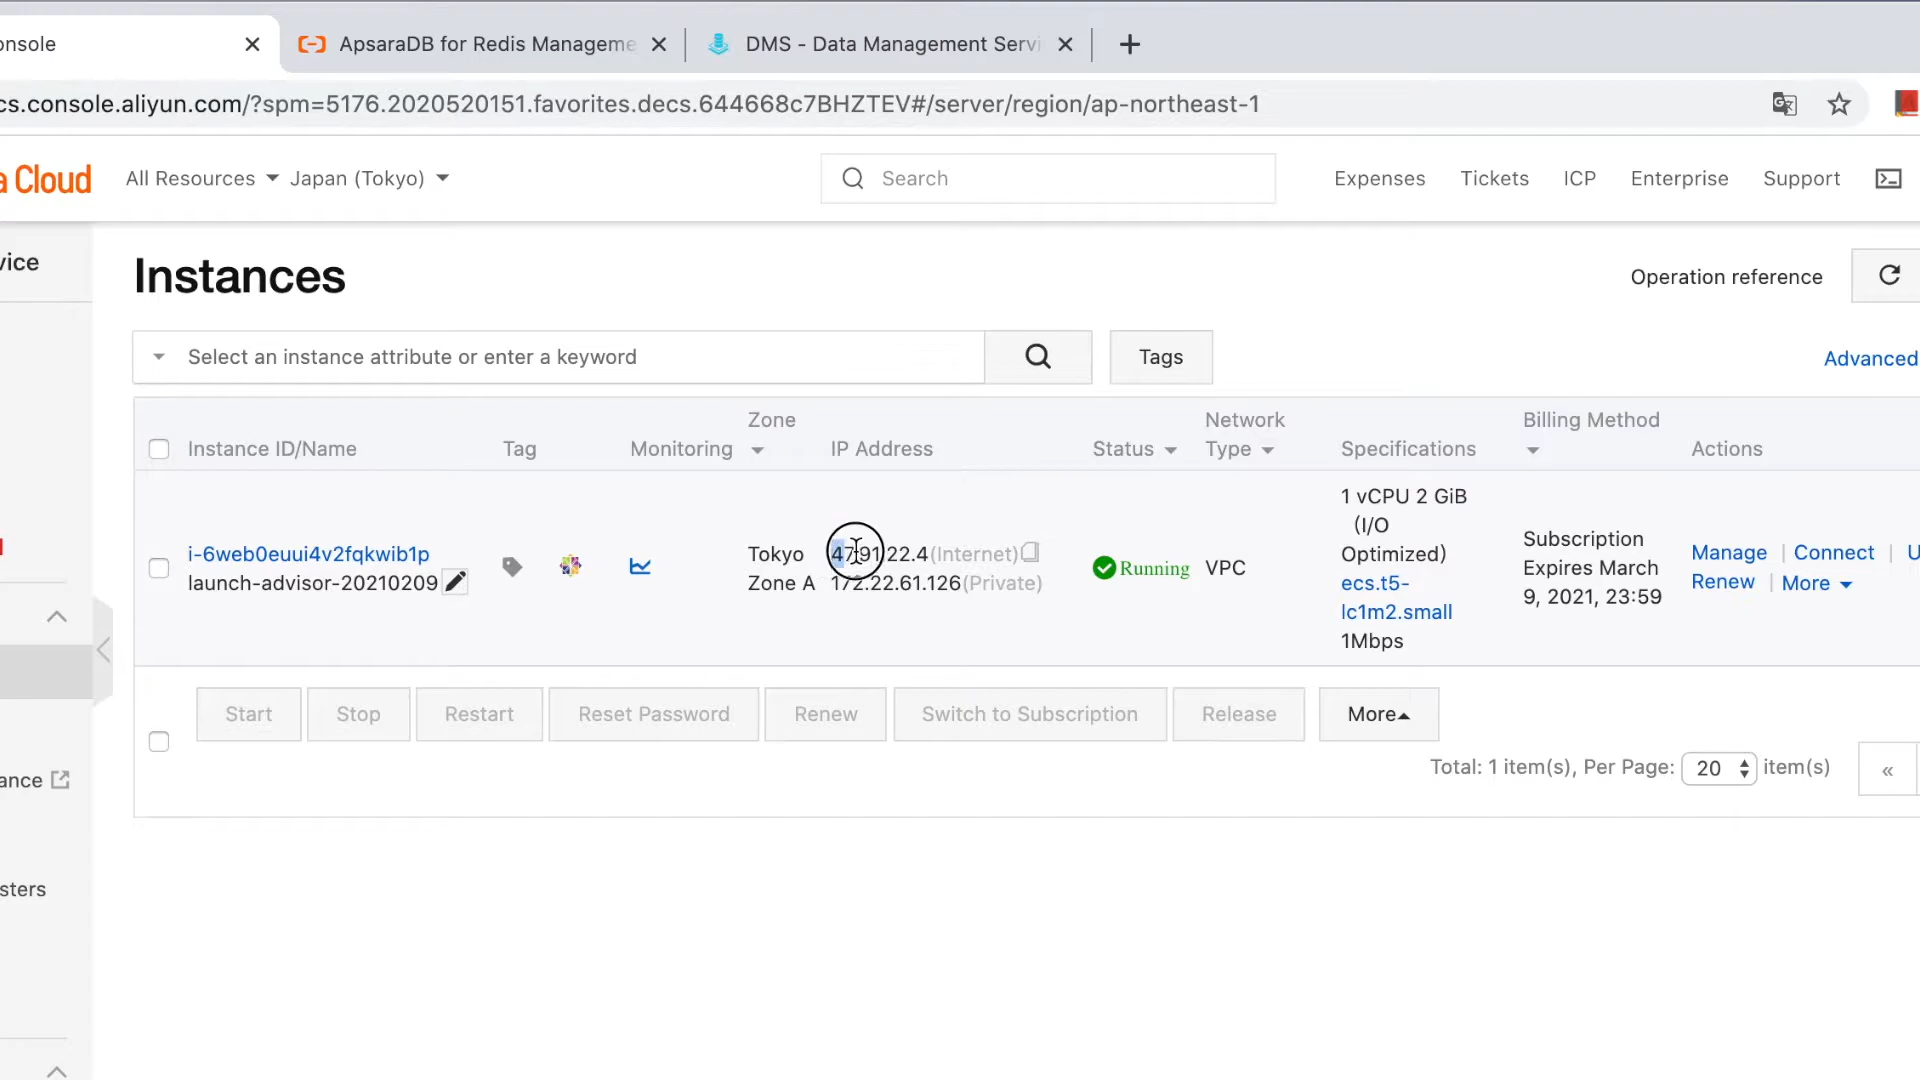 onsole
ApsaraDB for Redis Manageme
DMS - Data Management Servi
cs.console.aliyun.com/?spm=5176.2020520151.favorites.decs.644668c7BHZTEV#/server/region/ap-northeast-1
a Cloud
All Resources
Japan (Tokyo)
Search
Expenses
Tickets
ICP
Enterprise
Support
vice
Instances
Operation reference
Select an instance attribute or enter a keyword
Tags
Advanced
Instance ID/Name
Tag
Monitoring
Zone
IP Address
Status
Network
Type
Specifications
Billing Method
Actions
i-6web0euui4v2fqkwib1p
launch-advisor-20210209
Tokyo
Zone A
47.91.22.4(Internet)
172.22.61.126(Private)
Running
VPC
1 vCPU 2 GiB
(I/O
Optimized)
ecs.t5-
lc1m2.small
1Mbps
Subscription
Expires March
9, 2021, 23:59
Manage | Connect | U
Renew | More
Start
Stop
Restart
Reset Password
Renew
Switch to Subscription
Release
More
Total: 1 item(s), Per Page: 20 item(s)
«
ance
sters